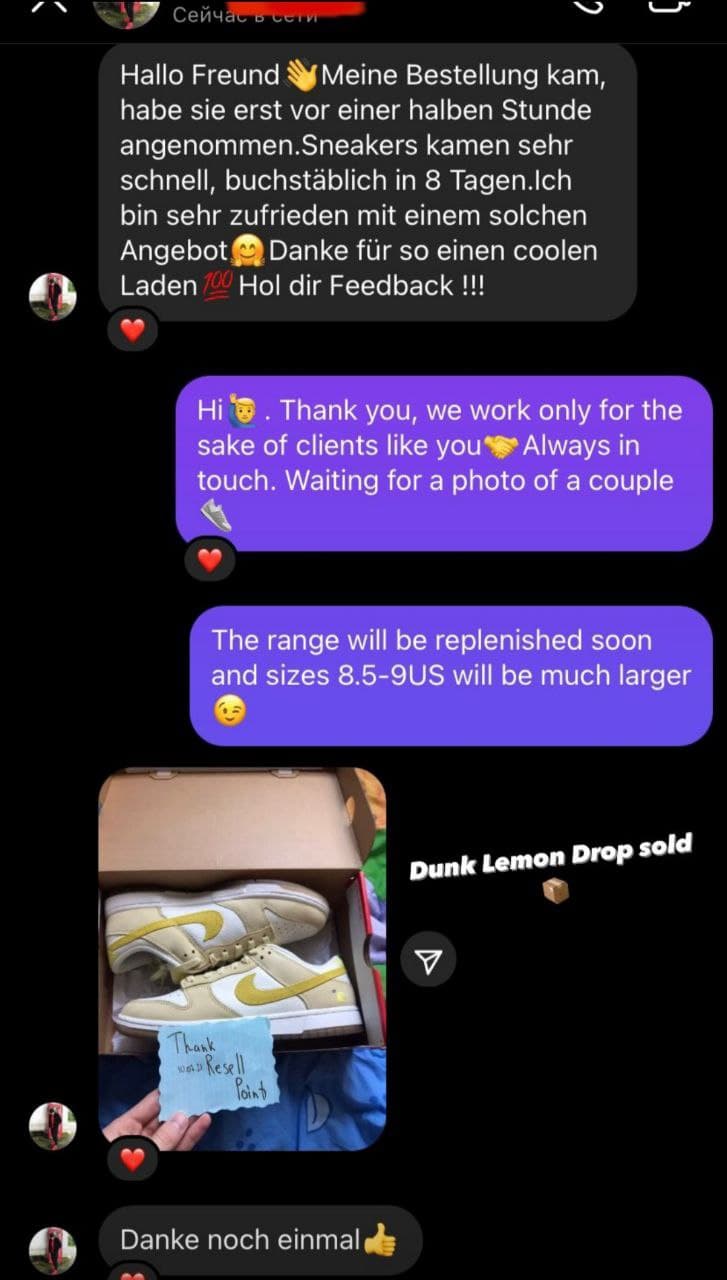 Сейчас в сети
Hallo Freund👋Meine Bestellung kam,
habe sie erst vor einer halben Stunde
angenommen.Sneakers kamen sehr
schnell, buchstäblich in 8 Tagen.Ich
bin sehr zufrieden mit einem solchen
Angebot🤗Danke für so einen coolen
Laden💯Hol dir Feedback !!!
Hi🙋‍♂️. Thank you, we work only for the
sake of clients like you🤝Always in
touch. Waiting for a photo of a couple
👟
The range will be replenished soon
and sizes 8.5-9US will be much larger
😉
Dunk Lemon Drop sold
📦
Thank
Resell
Point
Danke noch einmal👍